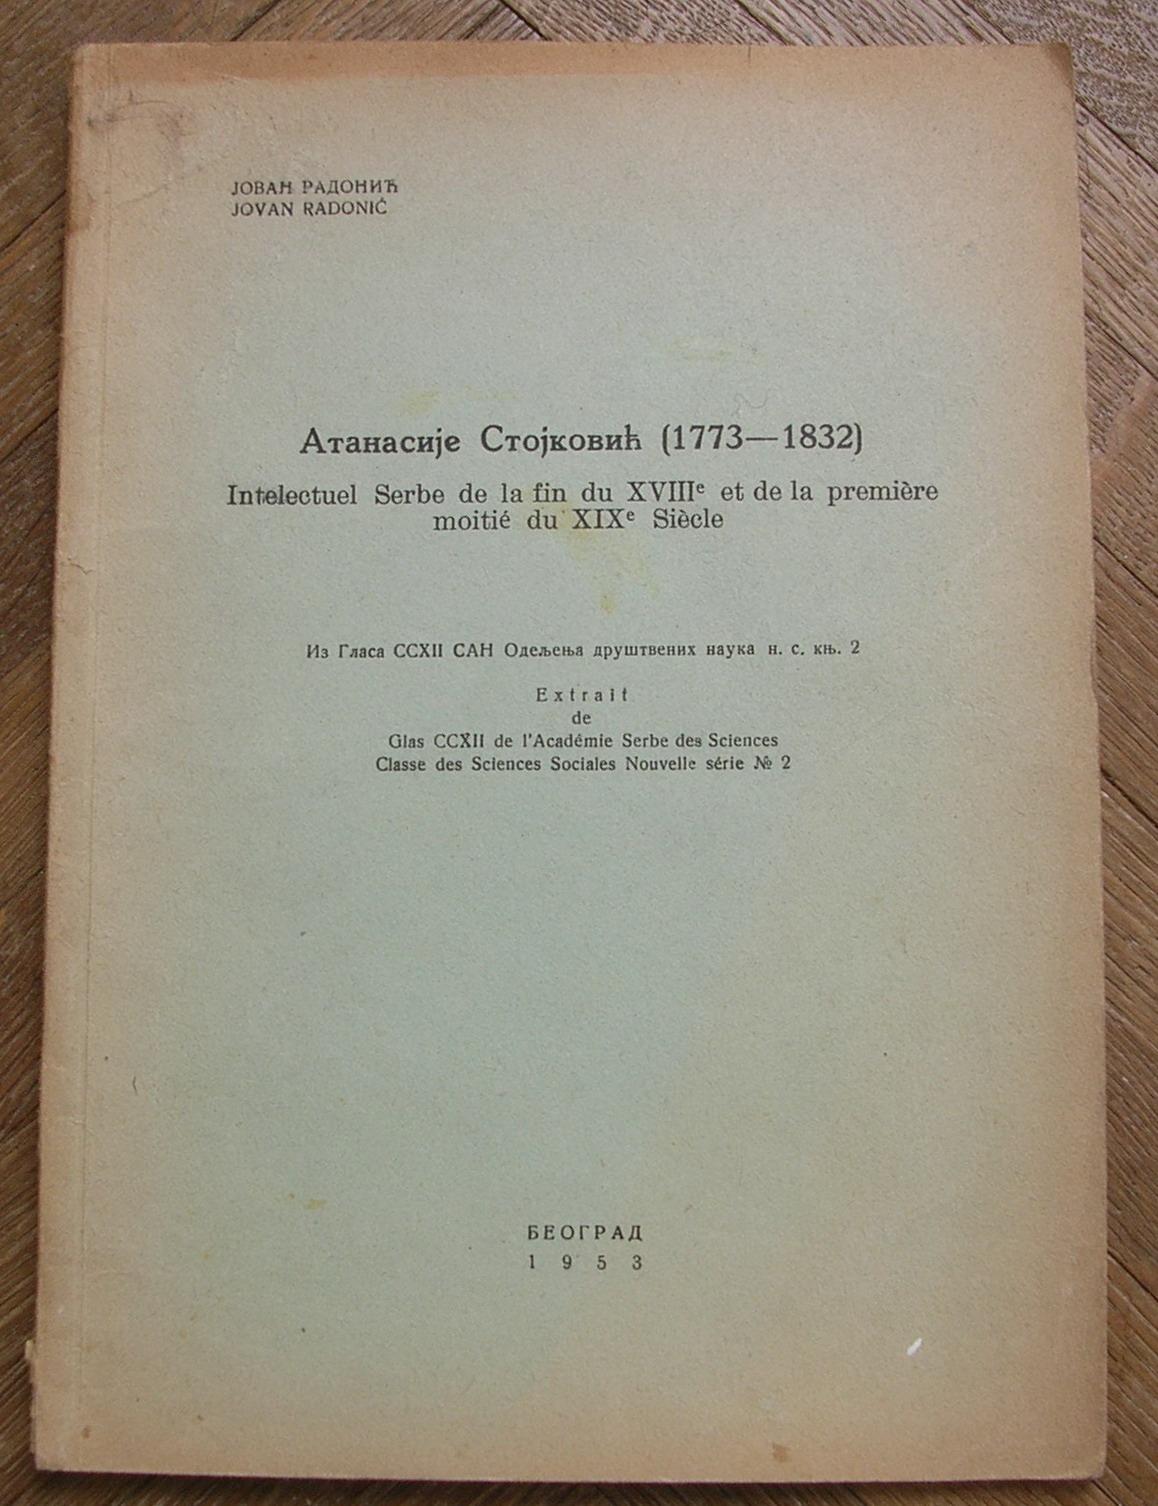 ЈОВАН РАДОНИЋ
JOVAN RADONIĆ
Атанасије Стојковић (1773—1832)
Intelectuel Serbe de la fin du XVIIIe et de la première
moitié du XIXe Siècle
Из Гласа CCXII САН Одељења друштвених наука н. с. књ. 2
Extrait
de
Glas CCXII de l'Académie Serbe des Sciences
Classe des Sciences Sociales Nouvelle série № 2
БЕОГРАД
1953